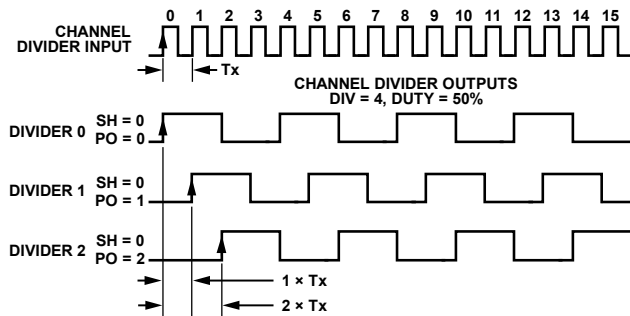 0 1 2 3 4 5 6 7 8 9 10 11 12 13 14 15
CHANNEL
DIVIDER INPUT
Tx
CHANNEL DIVIDER OUTPUTS
DIV = 4, DUTY = 50%
DIVIDER 0
SH = 0
PO = 0
DIVIDER 1
SH = 0
PO = 1
DIVIDER 2
SH = 0
PO = 2
1 × Tx
2 × Tx